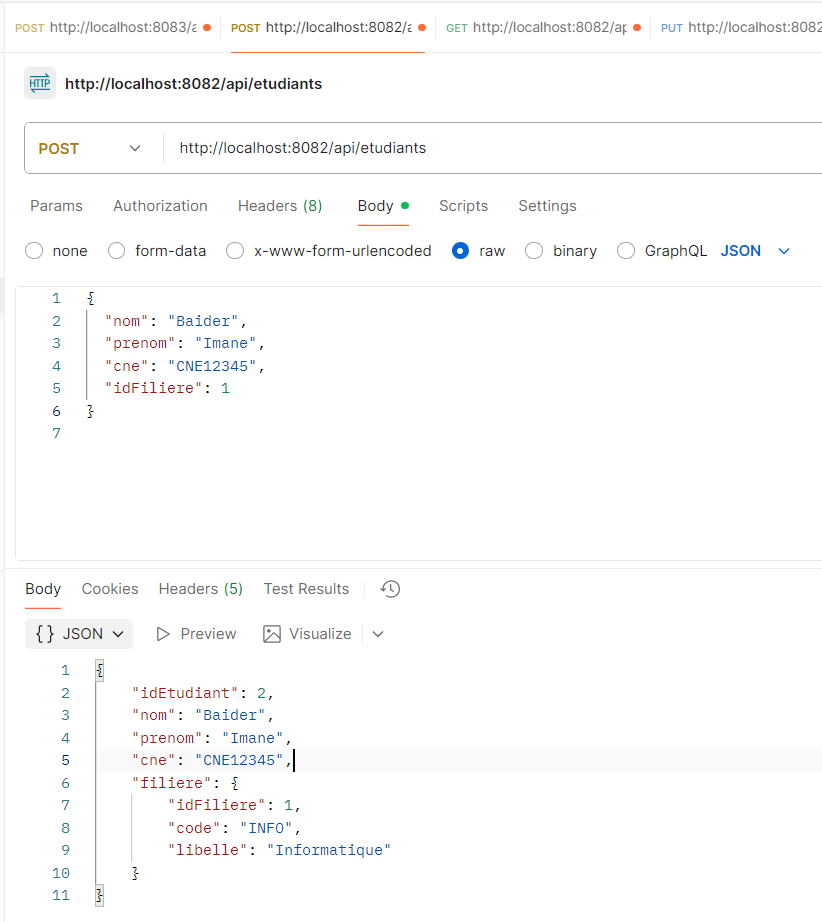 POST http://localhost:8083/a POST http://localhost:8082/a GET http://localhost:8082/ap PUT http://localhost:8082
HTTP http://localhost:8082/api/etudiants
POST http://localhost:8082/api/etudiants
Params Authorization Headers (8) Body Scripts Settings
none form-data x-www-form-urlencoded raw binary GraphQL JSON
1 {
2 "nom": "Baider",
3 "prenom": "Imane",
4 "cne": "CNE12345",
5 "idFiliere": 1
6 }
7
Body Cookies Headers (5) Test Results
{} JSON Preview Visualize
1 {
2 "idEtudiant": 2,
3 "nom": "Baider",
4 "prenom": "Imane",
5 "cne": "CNE12345",
6 "filiere": {
7 "idFiliere": 1,
8 "code": "INFO",
9 "libelle": "Informatique"
10 }
11 }